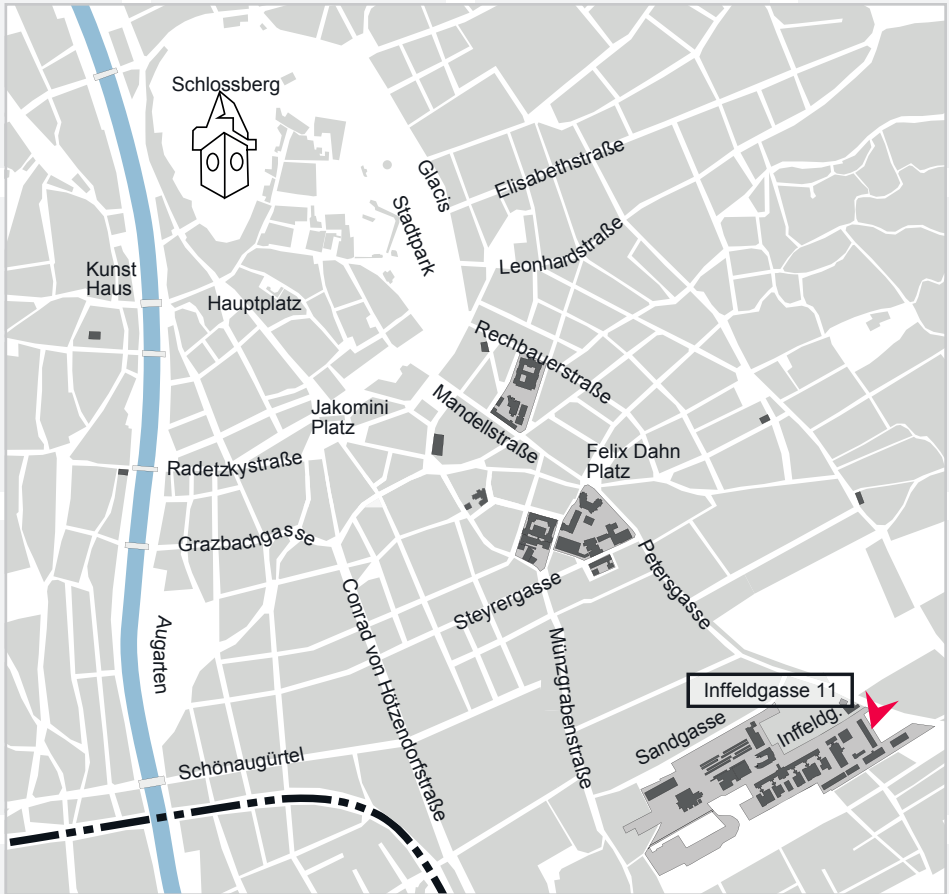 Schlossberg
Glacis
Elisabethstraße
Stadtpark
Leonhardstraße
Kunst
Haus
Hauptplatz
Rechbauerstraße
Mandellstraße
Jakomini
Platz
Felix Dahn
Platz
Radetzkystraße
Grazbachgasse
Petersgasse
Steyrergasse
Conrad von Hötzendorfstraße
Augarten
Münzgrabenstraße
Inffeldgasse 11
Inffeldg.
Sandgasse
Schönaugürtel